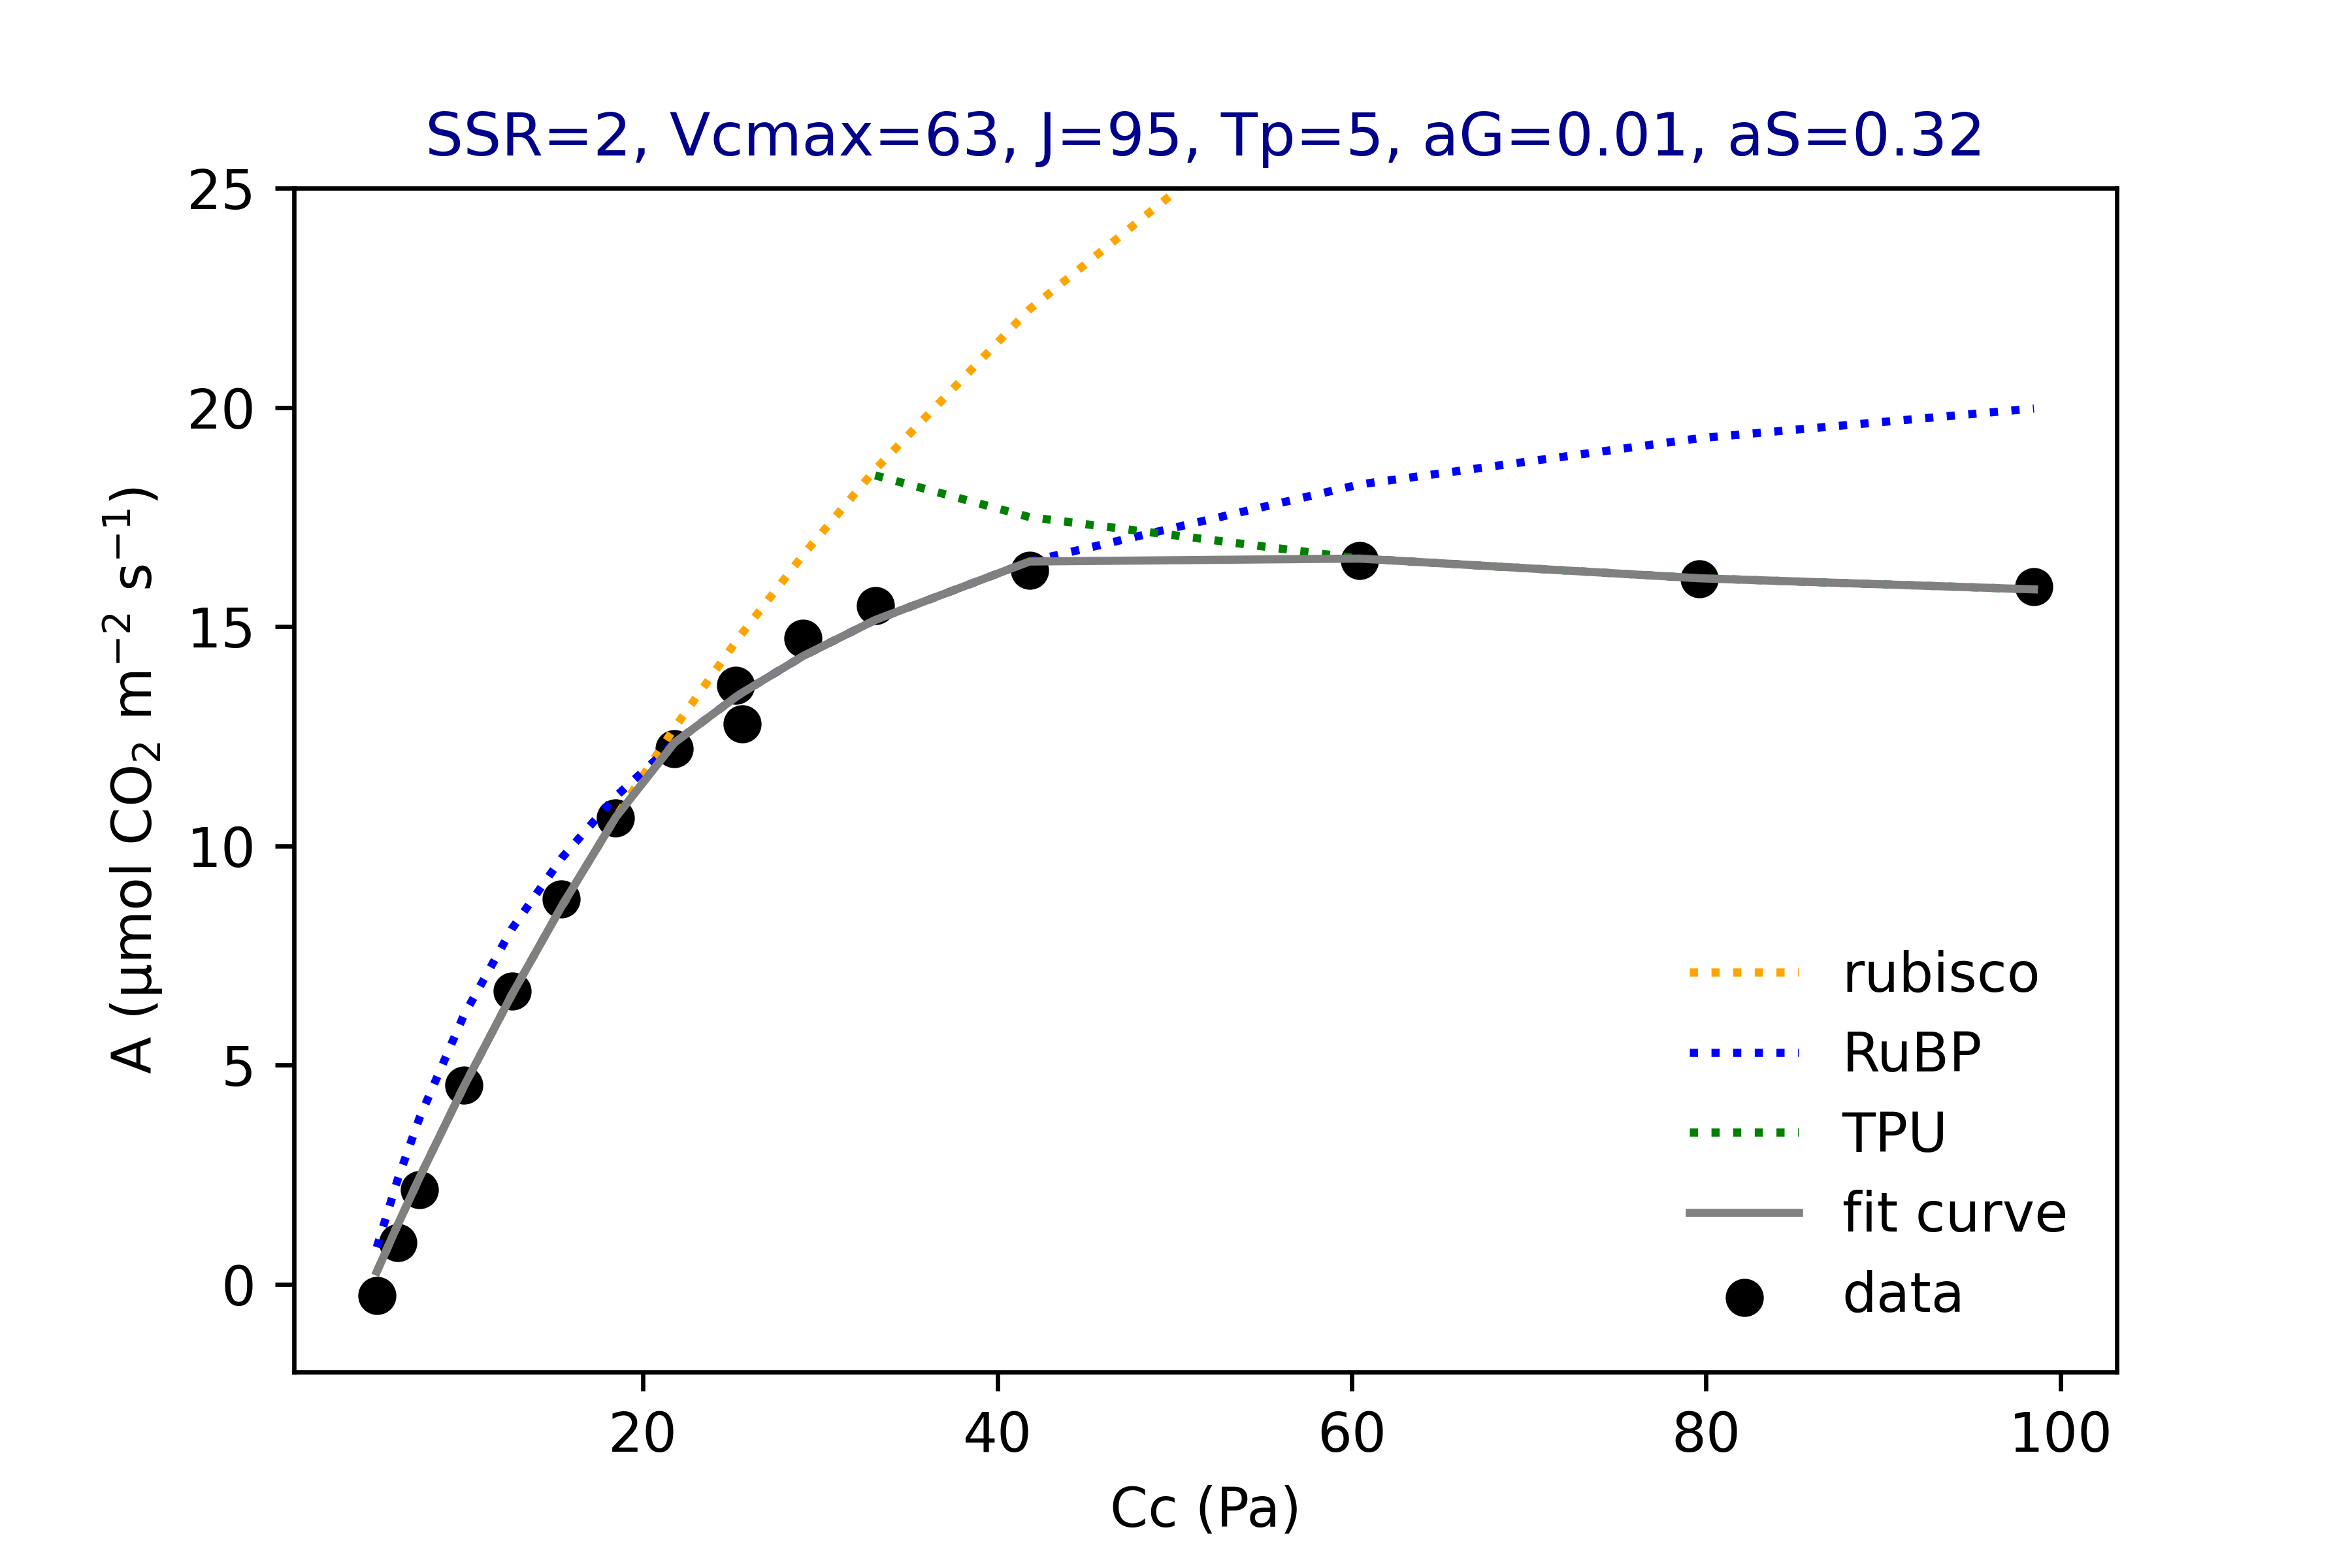 SSR=2, Vcmax=63, J=95, Tp=5, aG=0.01, aS=0.32
25
20
15
10
5
0
A (µmol CO₂ m⁻² s⁻¹)
rubisco
RuBP
TPU
fit curve
data
20 40 60 80 100
Cc (Pa)